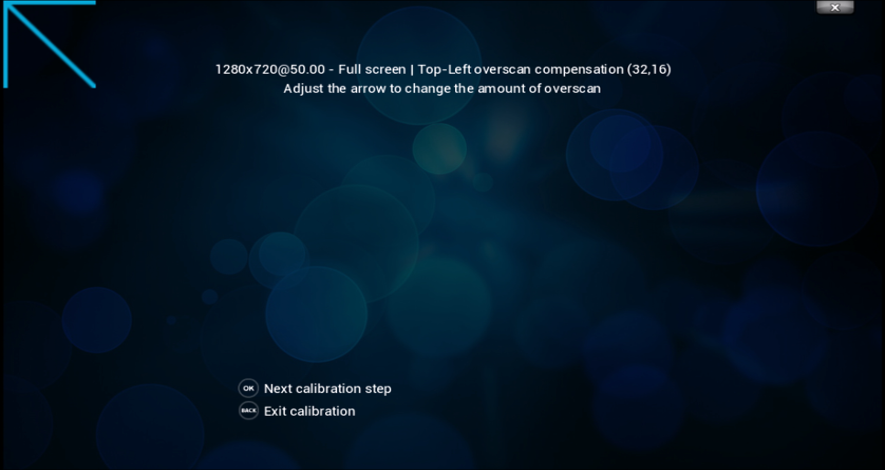 1280x720@50.00 - Full screen | Top-Left overscan compensation (32,16)
Adjust the arrow to change the amount of overscan
OK Next calibration step
BACK Exit calibration